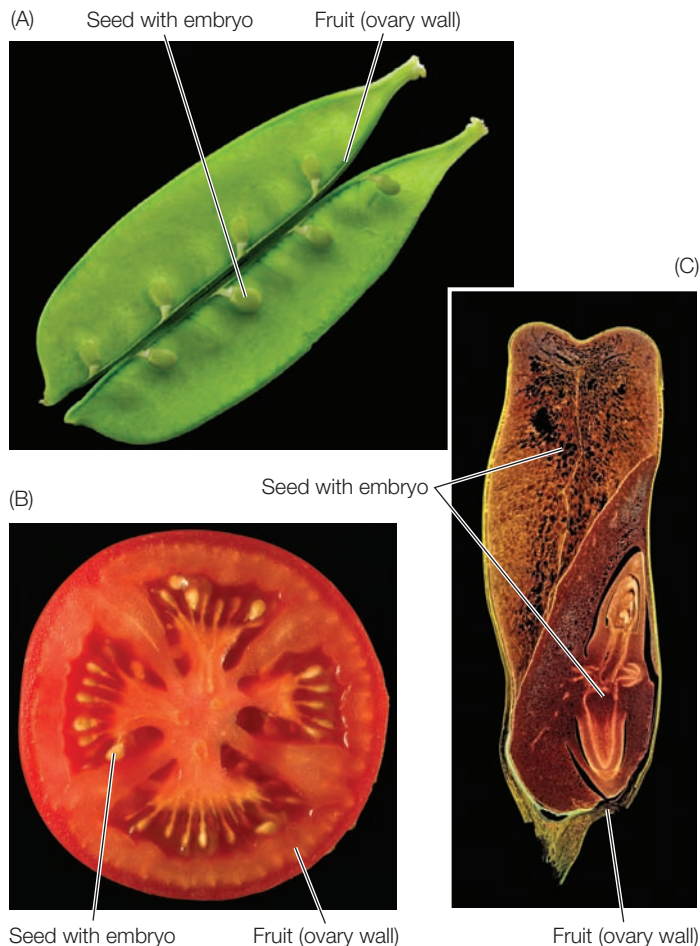 (A)
Seed with embryo
Fruit (ovary wall)
(C)
Seed with embryo
(B)
Seed with embryo
Fruit (ovary wall)
Fruit (ovary wall)